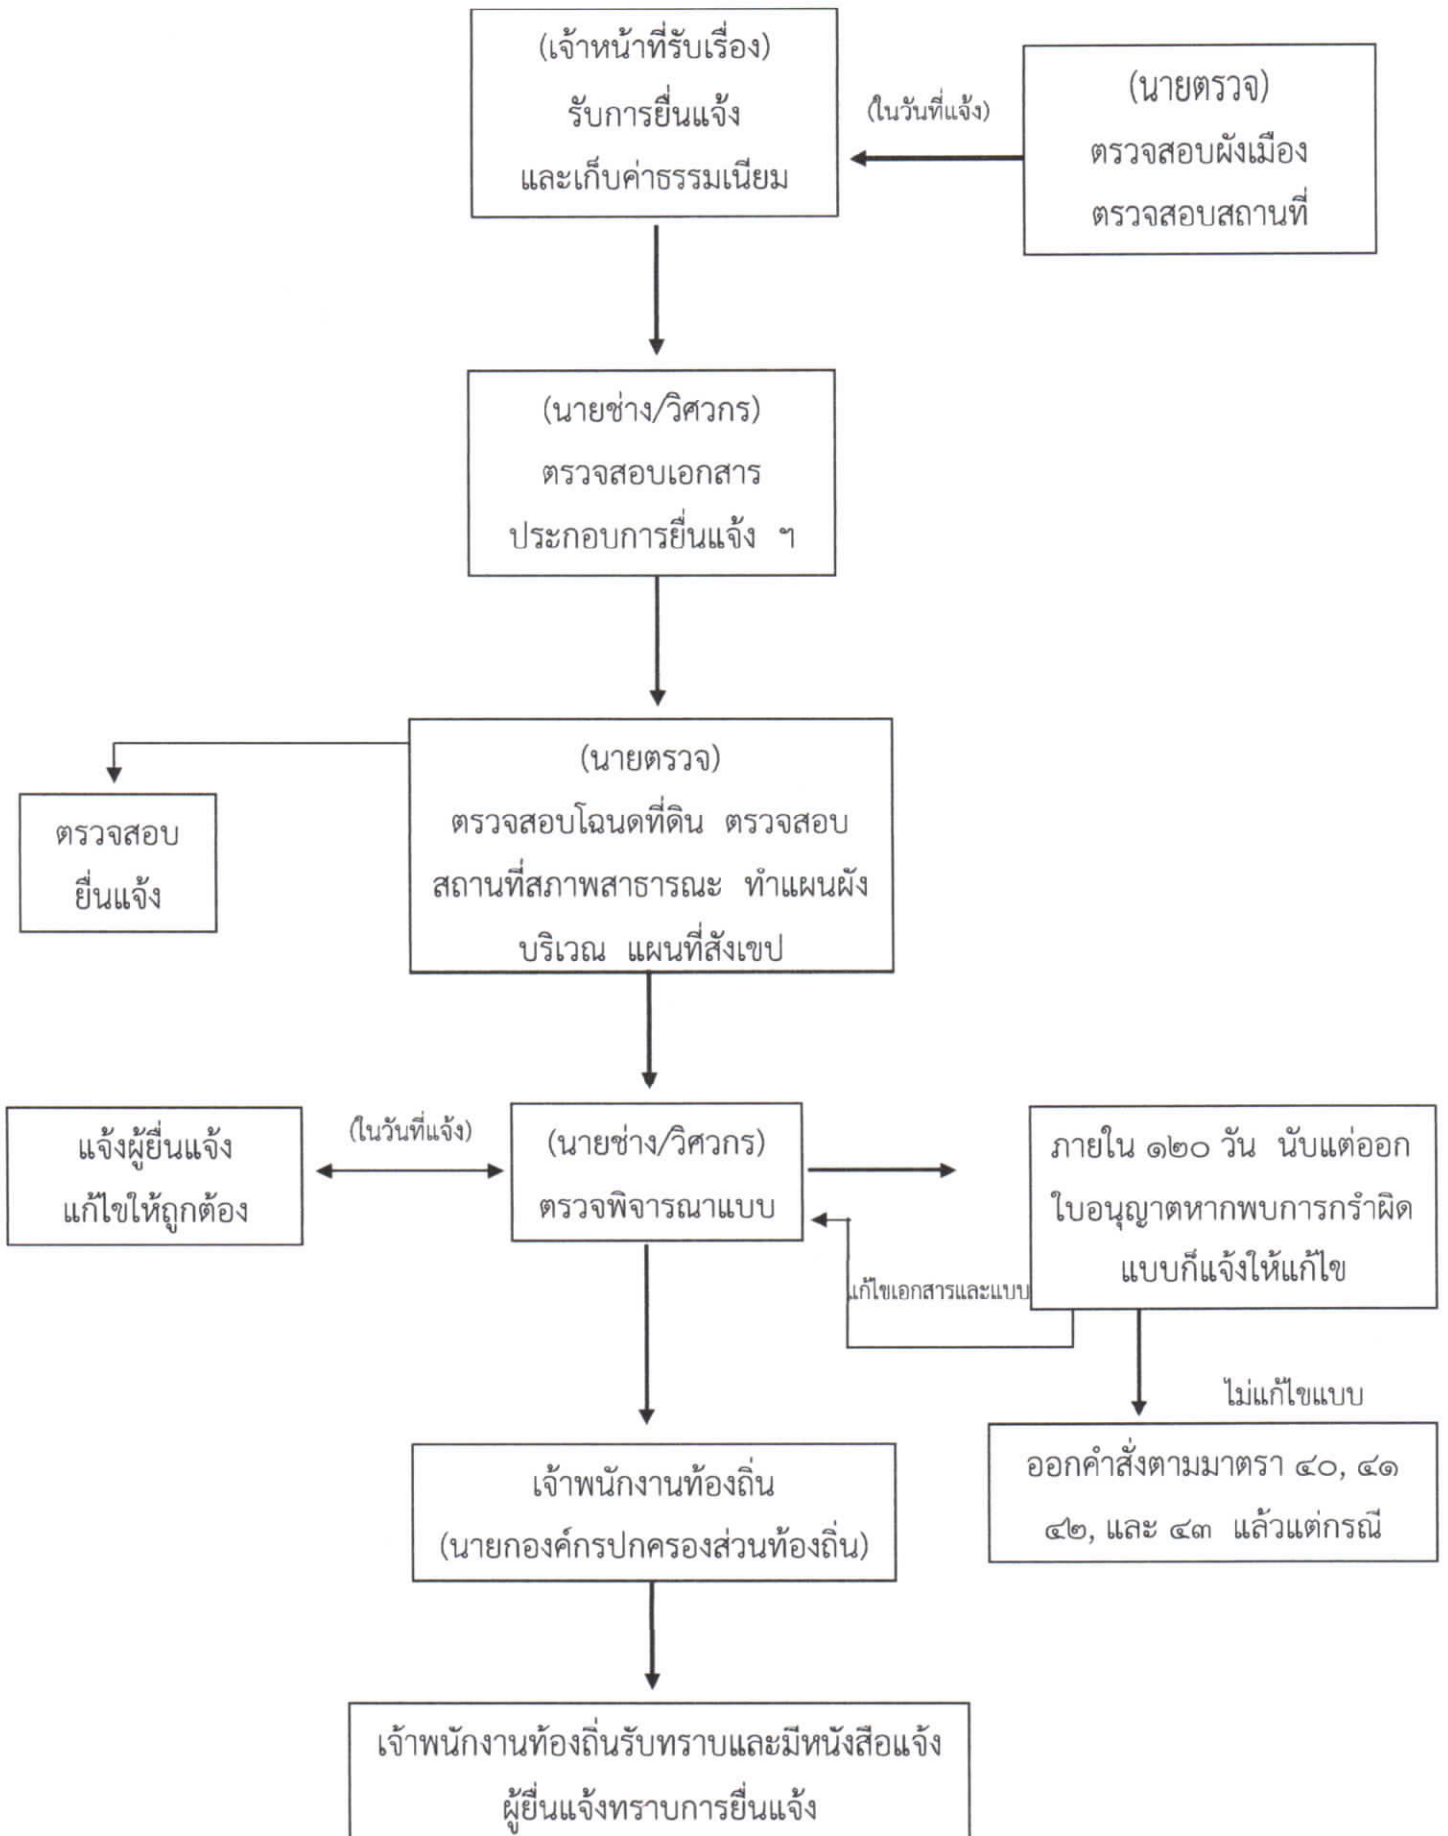 (เจ้าหน้าที่รับเรื่อง)
รับการยื่นแจ้ง
และเก็บค่าธรรมเนียม
(ในวันที่แจ้ง)
(นายตรวจ)
ตรวจสอบผังเมือง
ตรวจสอบสถานที่
(นายช่าง/วิศวกร)
ตรวจสอบเอกสาร
ประกอบการยื่นแจ้ง ฯ
(นายตรวจ)
ตรวจสอบโฉนดที่ดิน ตรวจสอบ
สถานที่สภาพสาธารณะ ทำแผนผัง
บริเวณ แผนที่สังเขป
ตรวจสอบ
ยื่นแจ้ง
แจ้งผู้ยื่นแจ้ง
แก้ไขให้ถูกต้อง
(ในวันที่แจ้ง)
(นายช่าง/วิศวกร)
ตรวจพิจารณาแบบ
ภายใน ๑๒๐ วัน นับแต่ออก
ใบอนุญาตหากพบการกรำผิด
แบบก็แจ้งให้แก้ไข
แก้ไขเอกสารและแบบ
ไม่แก้ไขแบบ
ออกคำสั่งตามมาตรา ๔๐, ๔๑
๔๒, และ ๔๓ แล้วแต่กรณี
เจ้าพนักงานท้องถิ่น
(นายกองค์กรปกครองส่วนท้องถิ่น)
เจ้าพนักงานท้องถิ่นรับทราบและมีหนังสือแจ้ง
ผู้ยื่นแจ้งทราบการยื่นแจ้ง